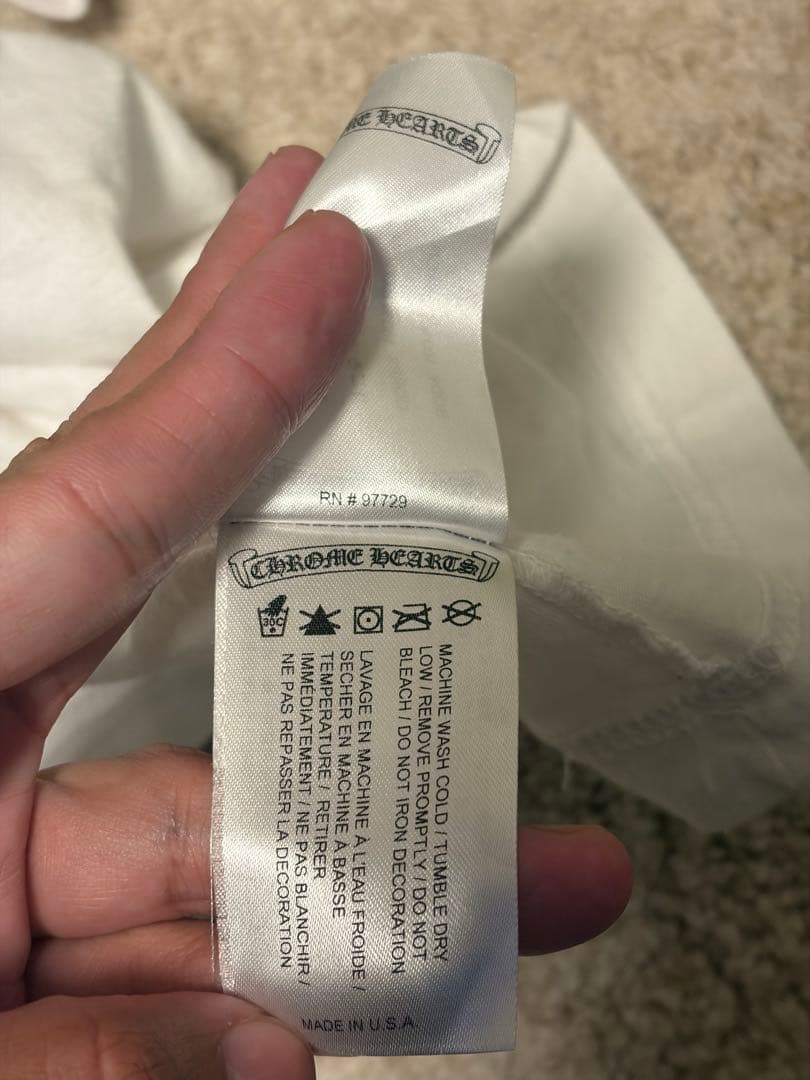 HEARTS
RN # 97729
CHROME HEARTS
30C
MACHINE WASH COLD / TUMBLE DRY
LOW / REMOVE PROMPTLY / DO NOT
BLEACH / DO NOT IRON DECORATION
LAVAGE EN MACHINE À L'EAU FROIDE /
SECHER EN MACHINE À BASSE
TEMPERATURE / RETIRER
IMMÉDIATEMENT / NE PAS BLANCHIR /
NE PAS REPASSER LA DECORATION
MADE IN U.S.A.